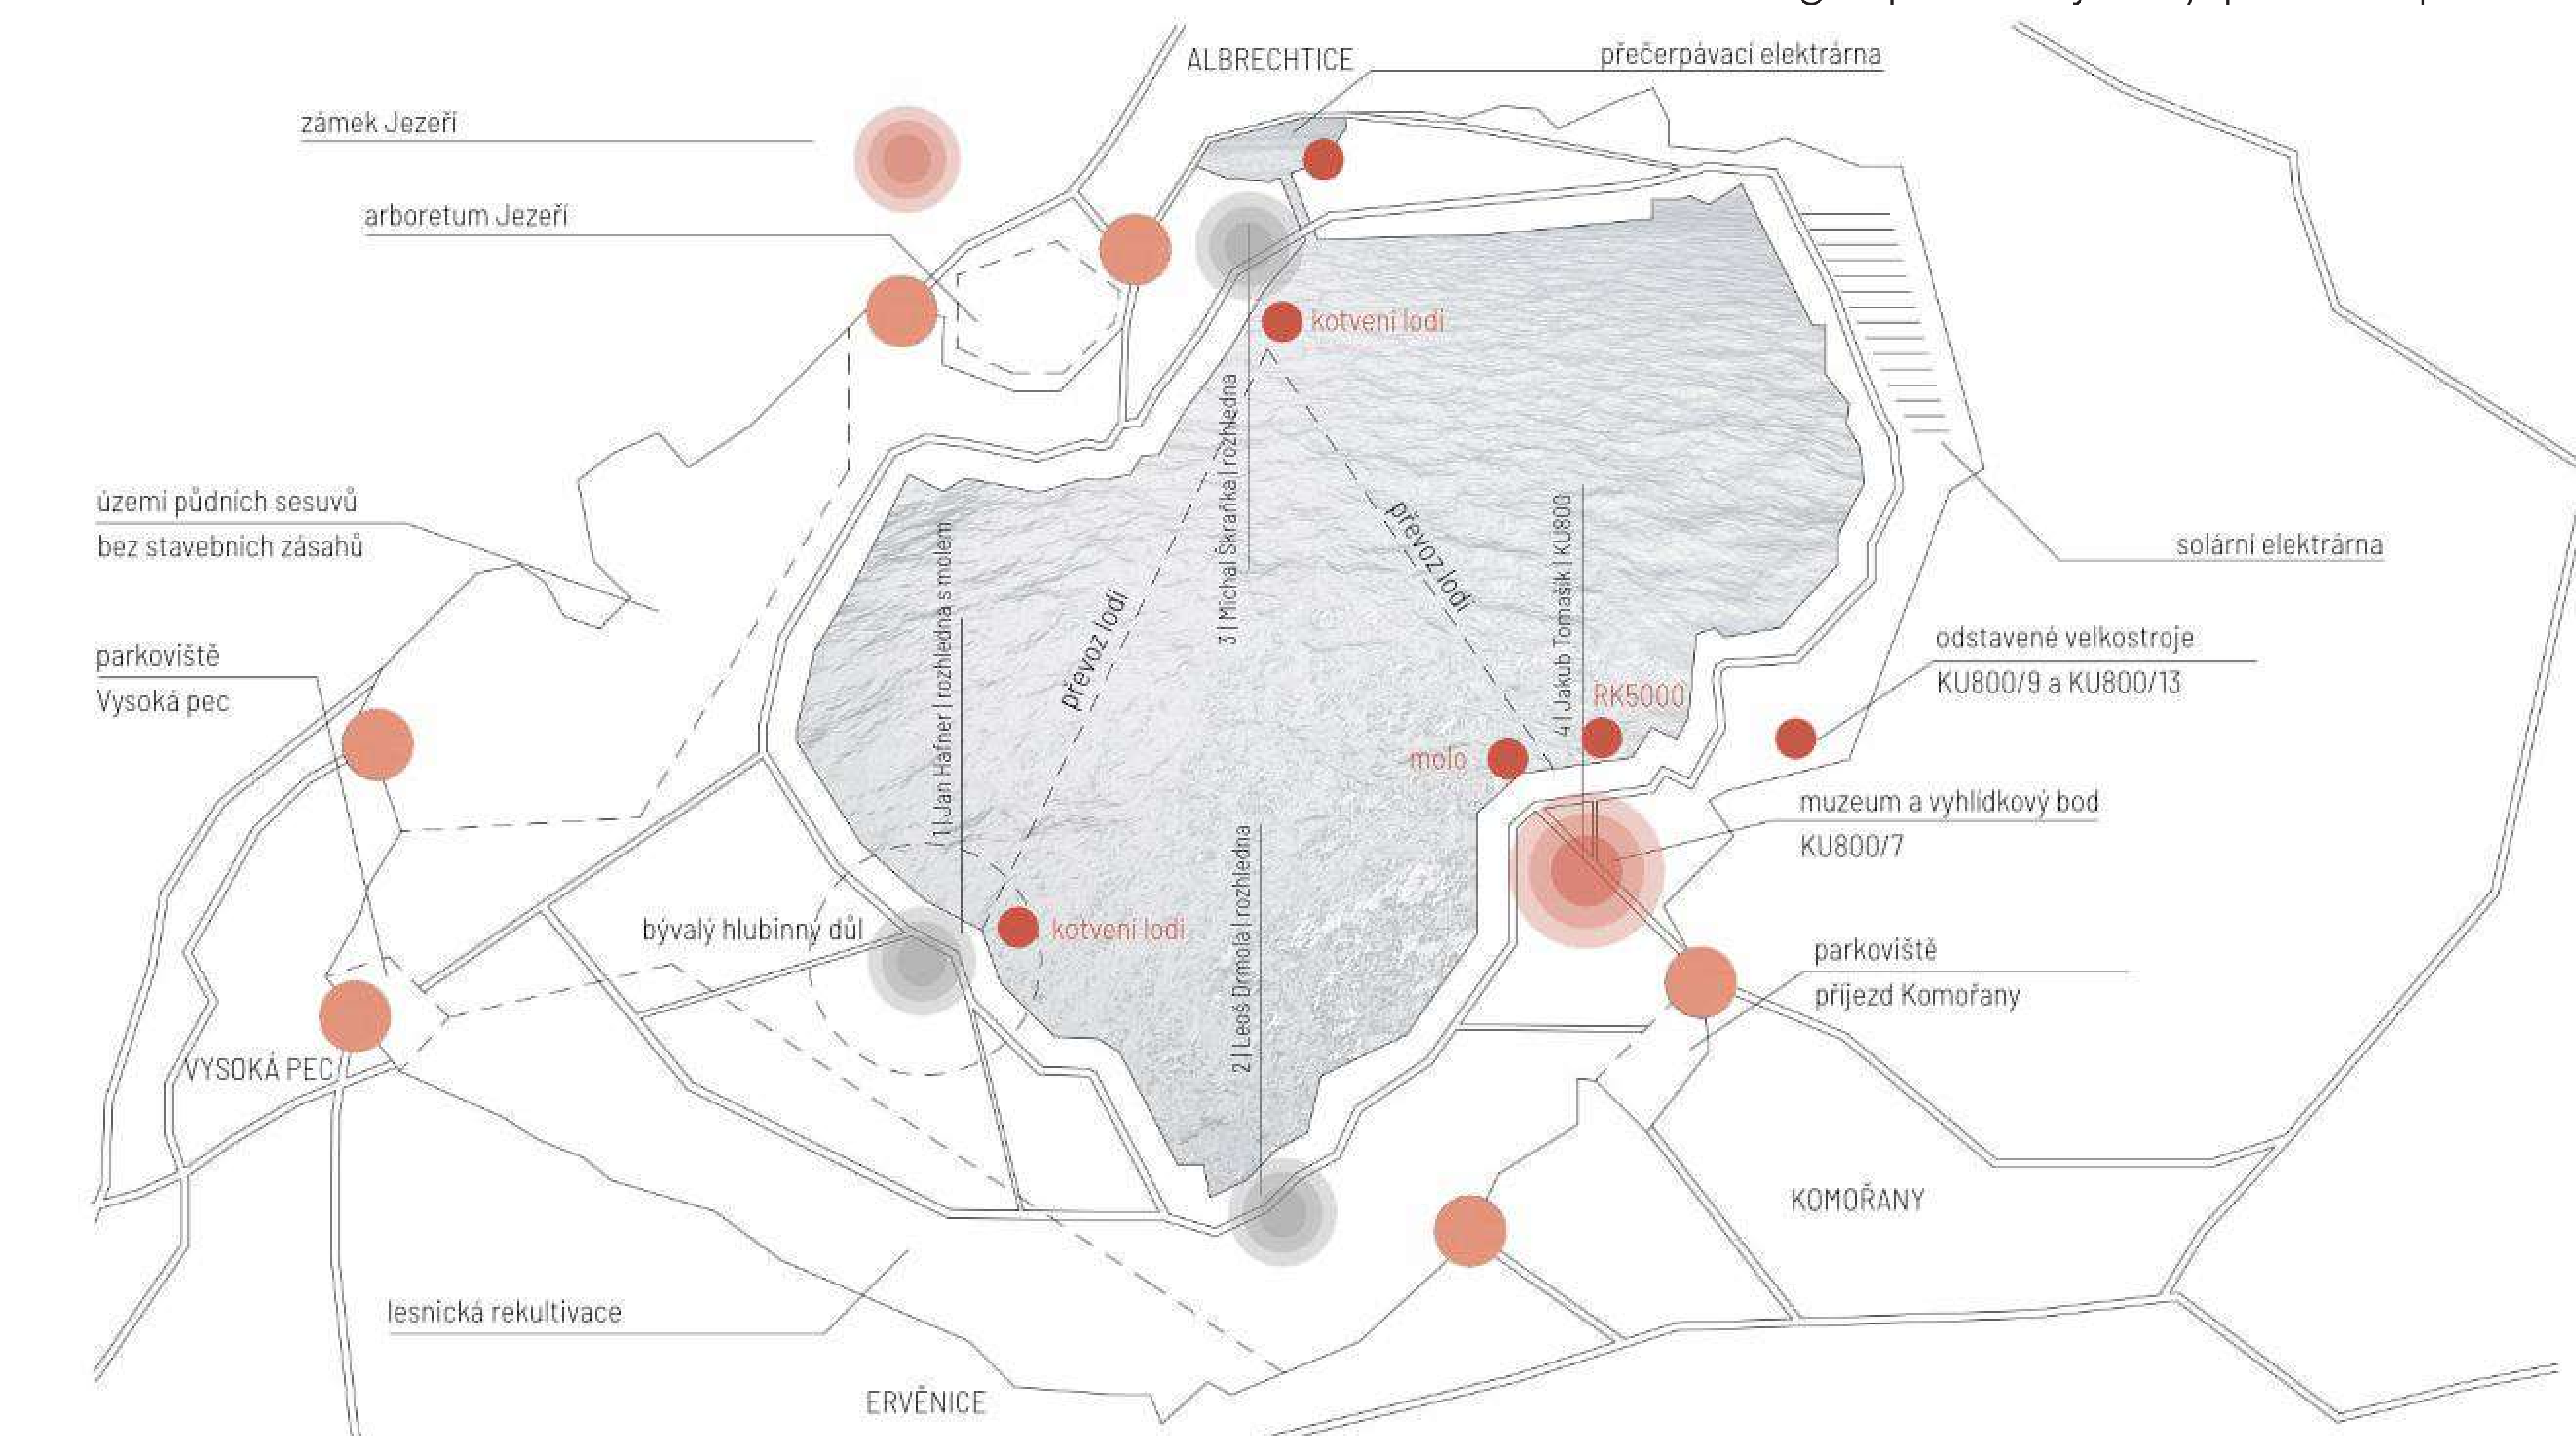 ALBRECHTICE
přečerpávací elektrárna
zámek Jezeří
arboretum Jezeří
kotvení lodi
území půdních sesuvů
bez stavebních zásahů
solární elektrárna
převoz lodí
převoz lodí
1 | Jan Hafner | rozhledna s molem
3 | Michal Škraňka | rozhledna
4 | Jakub Tomašík | KU800
odstavené velkostroje
KU800/9 a KU800/13
parkoviště
Vysoká pec
RK5000
molo
muzeum a vyhlídkový bod
KU800/7
bývalý hlubinný důl
kotvení lodi
2 | Leoš Drmola | rozhledna
parkoviště
příjezd Komořany
VYSOKÁ PEC
KOMOŘANY
lesnická rekultivace
ERVĚNICE